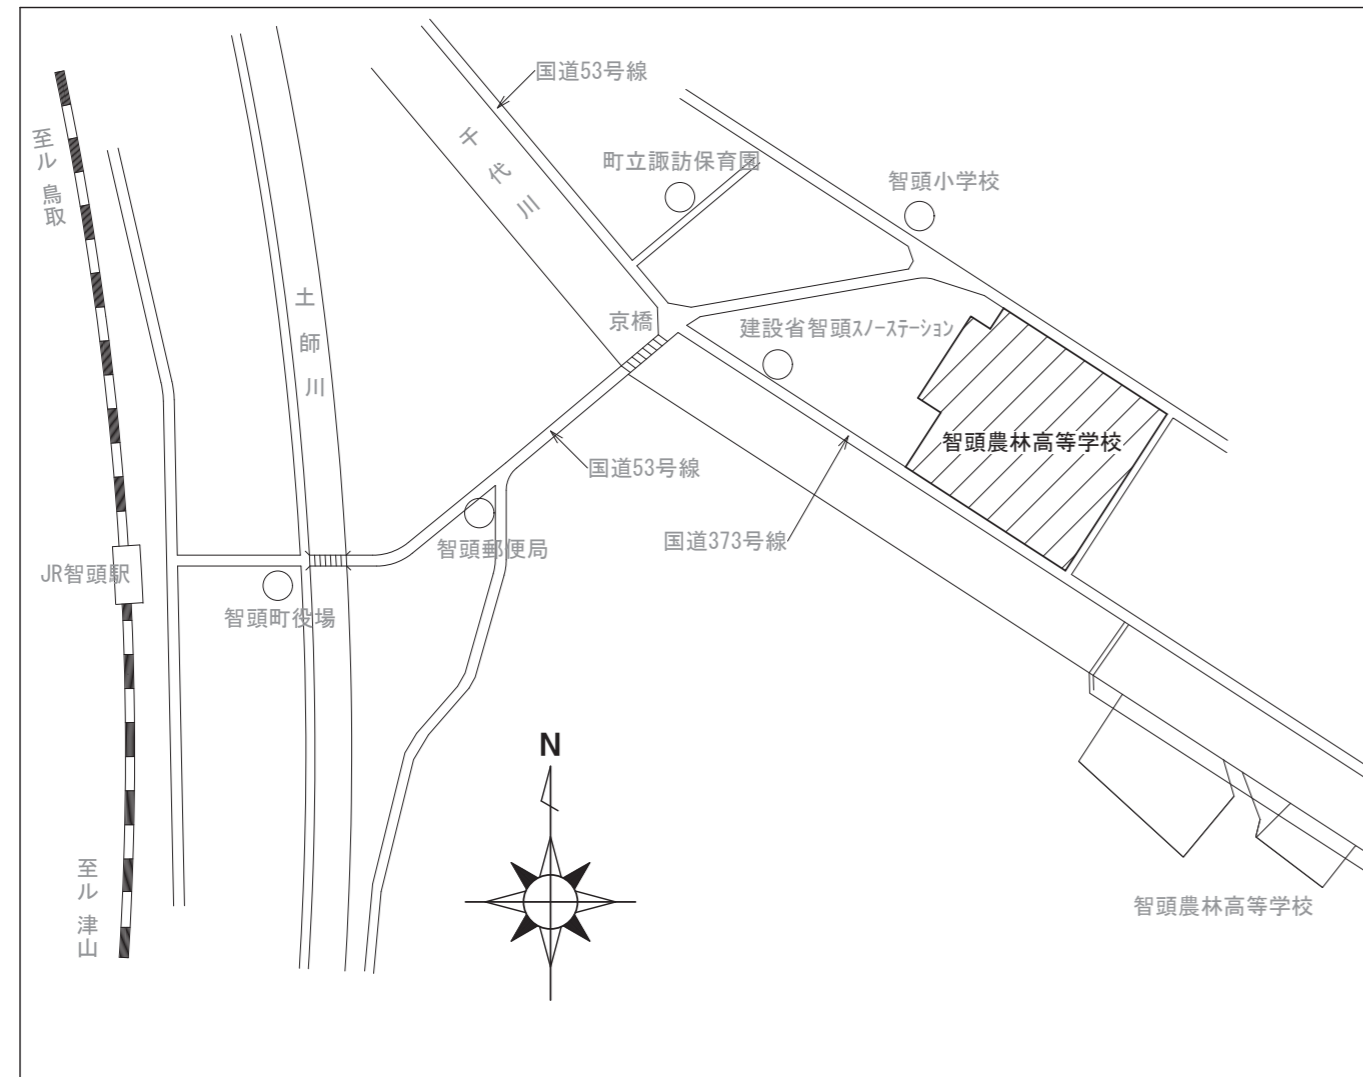 国道53号線
至ル 鳥取
千代川
町立諏訪保育園
智頭小学校
土師川
京橋
建設省智頭スノーステーション
智頭農林高等学校
国道53号線
国道373号線
智頭郵便局
JR智頭駅
智頭町役場
N
至ル 津山
智頭農林高等学校